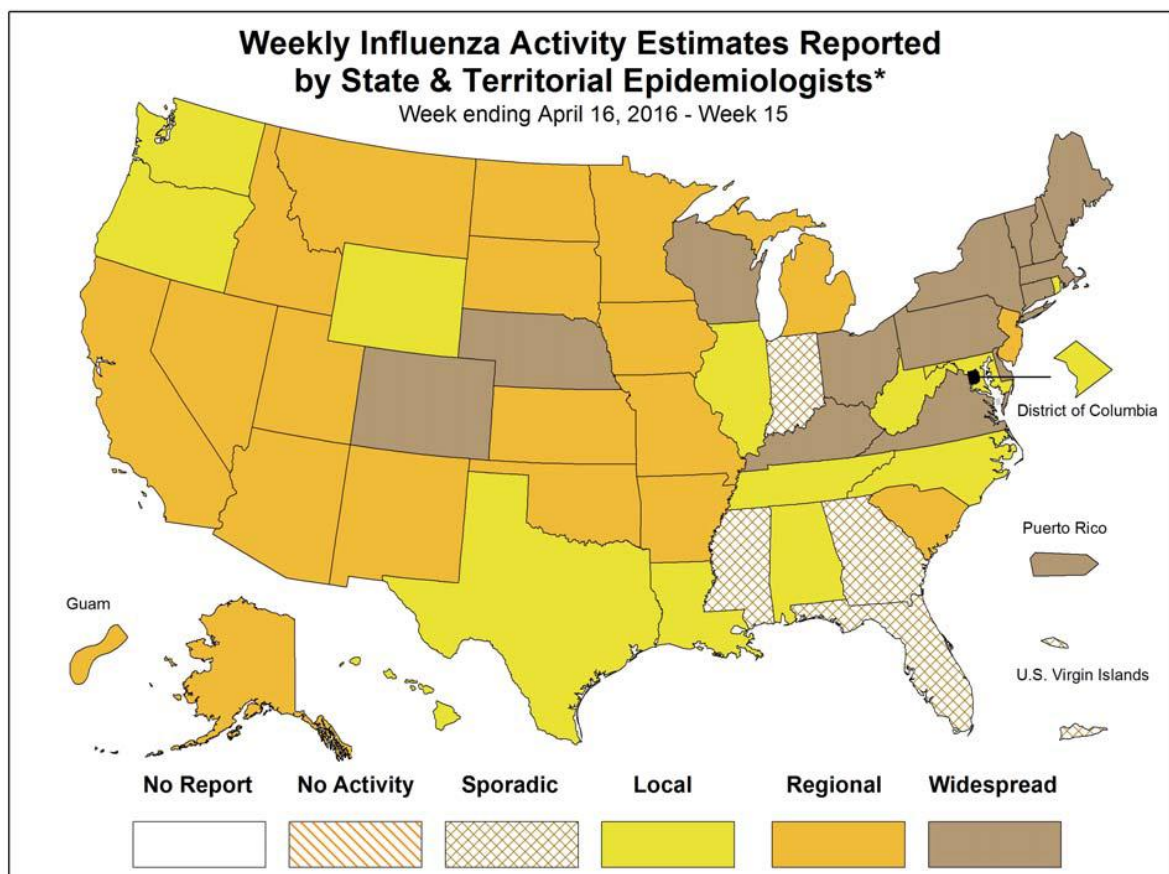 Weekly Influenza Activity Estimates Reported
by State & Territorial Epidemiologists*
Week ending April 16, 2016 - Week 15
District of Columbia
Puerto Rico
Guam
U.S. Virgin Islands
No Report No Activity Sporadic Local Regional Widespread